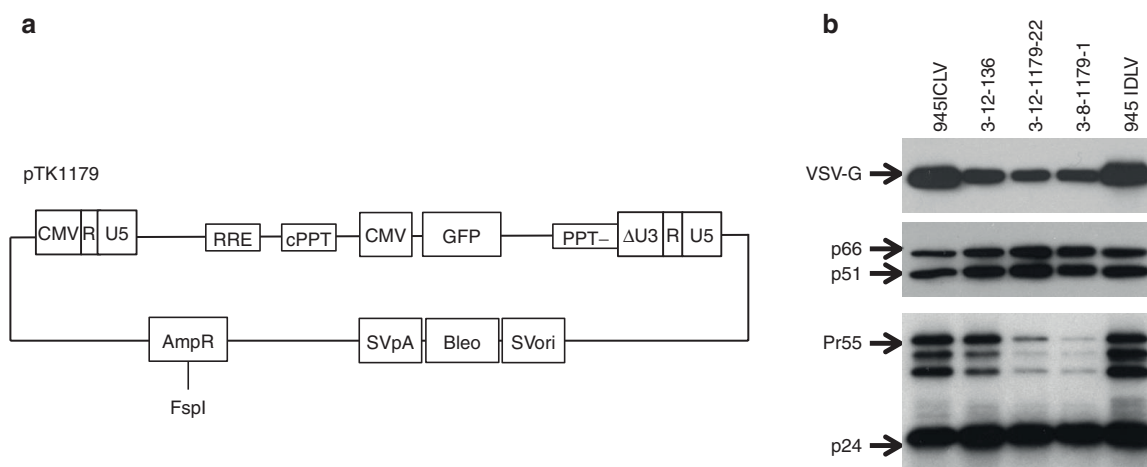 a
pTK1179
CMV R U5
RRE
cPPT
CMV
GFP
PPT–
ΔU3 R U5
AmpR
SVpA
Bleo
SVori
FspI
b
945ICLV
3-12-136
3-12-1179-22
3-8-1179-1
945 IDLV
VSV-G
p66
p51
Pr55
p24